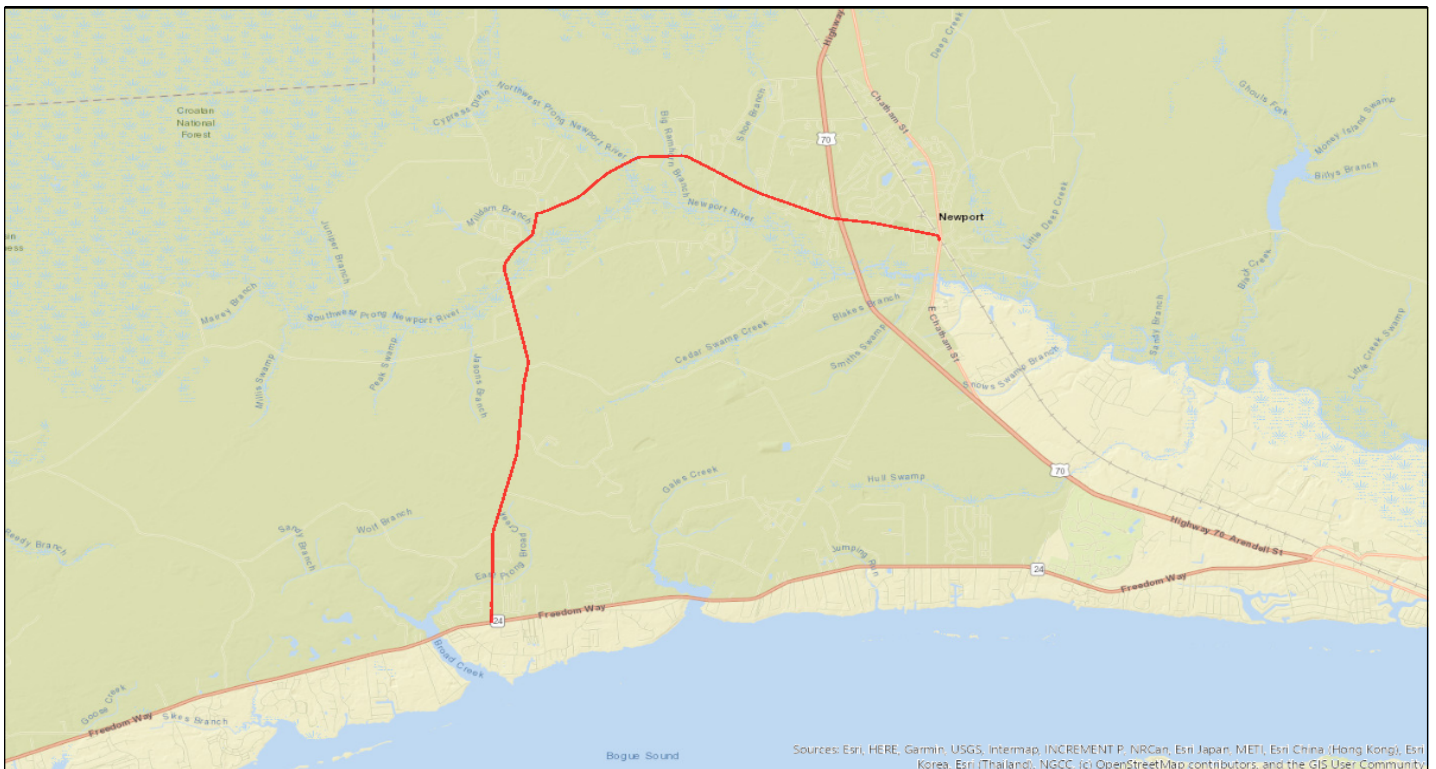 Highway
Deep Creek
Ghouls Fork
Money Island Swamp
Billys Branch
Croatan
National
Forest
Cypress Drain
Northwest Prong Newport River
Big Ramhorn Branch
Shoe Branch
Chatham St
70
Newport River
Newport
Little Deep Creek
Black Creek
Milldam Branch
Juniper Branch
Mairey Branch
Southwest Prong Newport River
Millis Swamp
Peak Swamp
Jasons Branch
Cedar Swamp Creek
Blakes Branch
Smiths Swamp
E Chatham St
Snoles Swamp Branch
Sandy Branch
Little Creek Swamp
Gales Creek
Hull Swamp
70
Highway 70 Arendell St
Reedy Branch
Sandy Branch
Wolf Branch
East Prong Broad Creek
Jumping Run
24
Freedom Way
24
Freedom Way
Broad Creek
Goose Creek
Freedom Way
Sikes Branch
Bogue Sound
Sources: Esri, HERE, Garmin, USGS, Intermap, INCREMENT P, NRCan, Esri Japan, METI, Esri China (Hong Kong), Esri
Korea, Esri (Thailand), NGCC, (c) OpenStreetMap contributors, and the GIS User Community